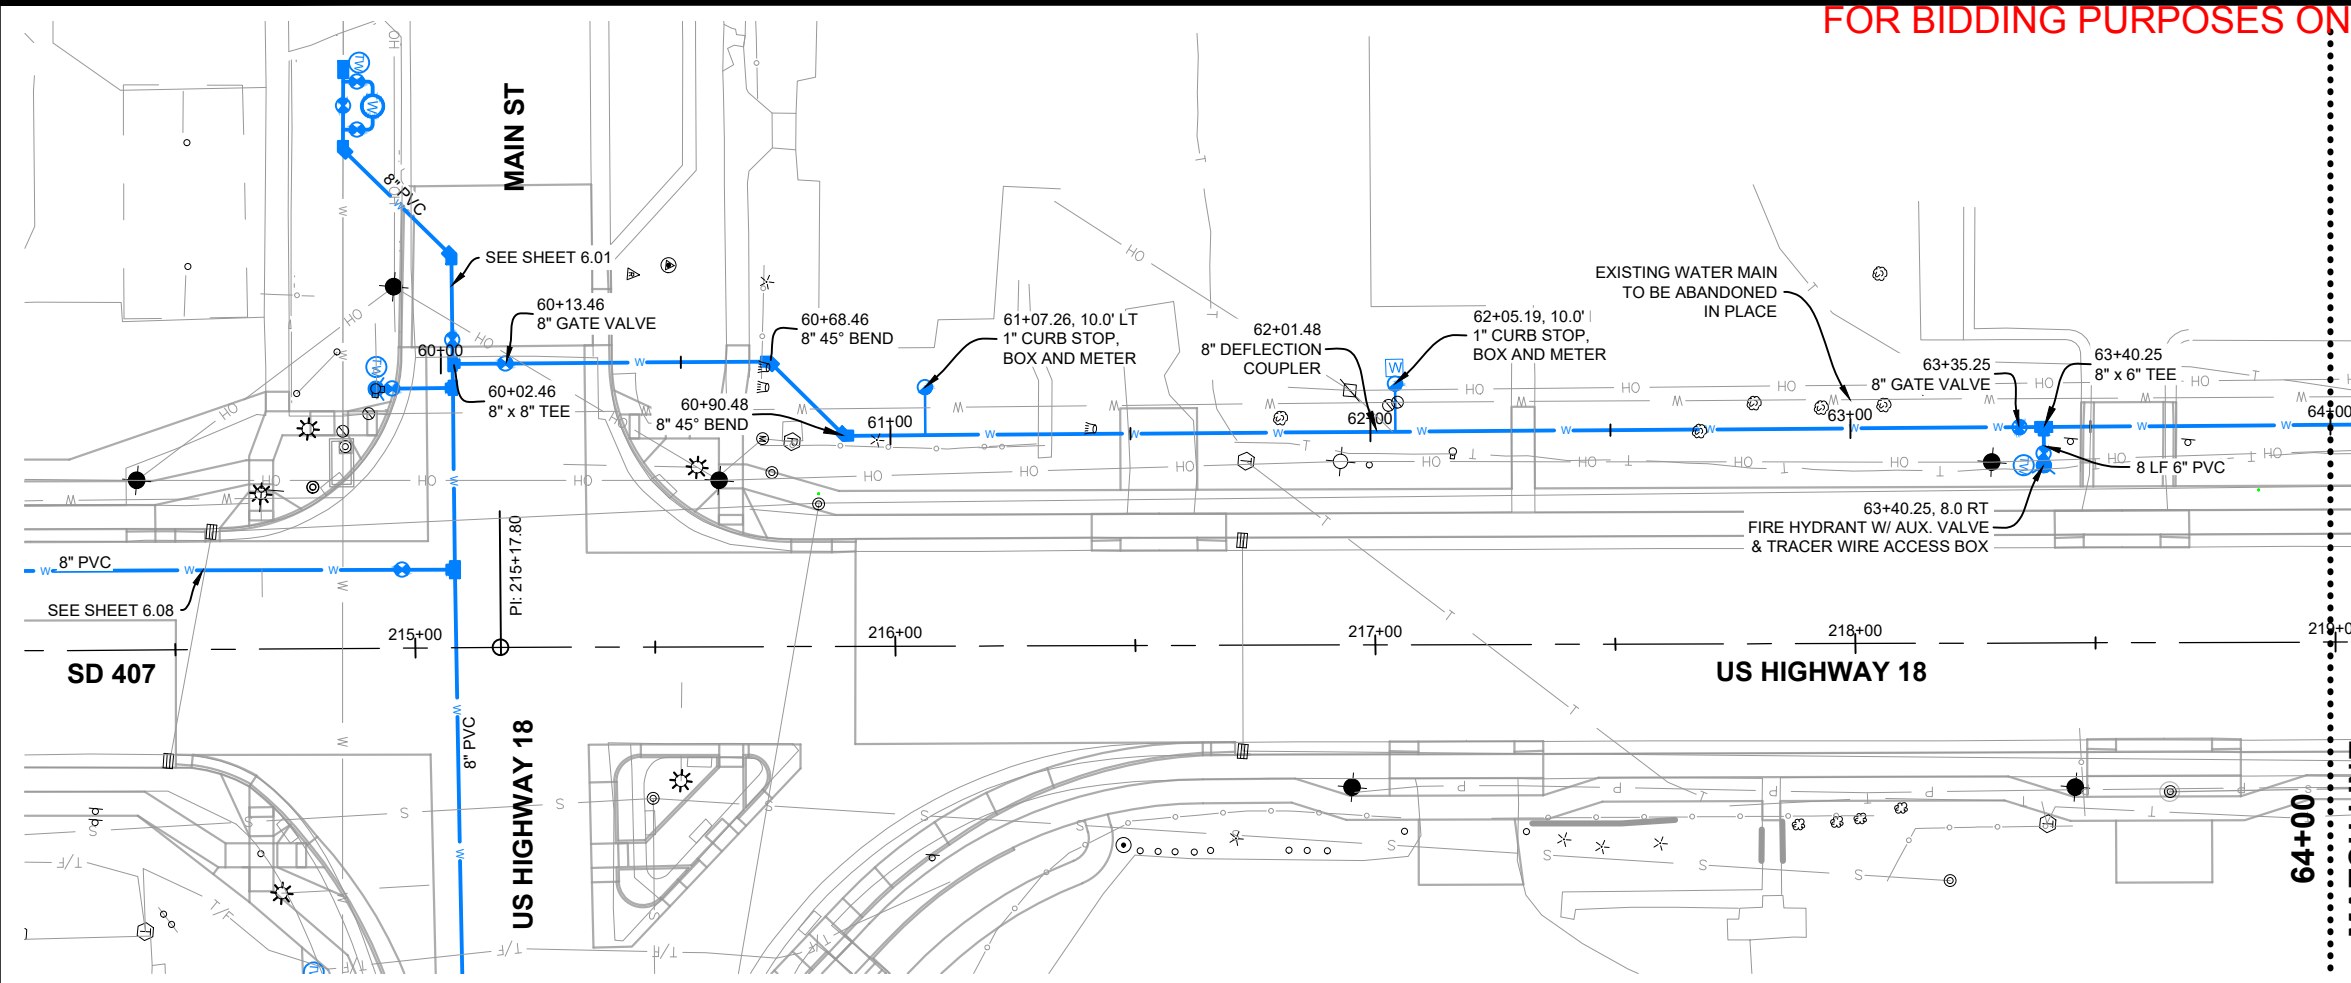 FOR BIDDING PURPOSES ON
MAIN ST
8" PVC
SEE SHEET 6.01
60+13.46
8" GATE VALVE
60+00
60+02.46
8" x 8" TEE
60+68.46
8" 45° BEND
60+90.48
8" 45° BEND
61+00
61+07.26, 10.0' LT
1" CURB STOP,
BOX AND METER
62+01.48
8" DEFLECTION
COUPLER
62+00
62+05.19, 10.0'
1" CURB STOP,
BOX AND METER
EXISTING WATER MAIN
TO BE ABANDONED
IN PLACE
63+00
63+35.25
8" GATE VALVE
63+40.25
8" x 6" TEE
64+00
8 LF 6" PVC
63+40.25, 8.0 RT
FIRE HYDRANT W/ AUX. VALVE
& TRACER WIRE ACCESS BOX
8" PVC
SEE SHEET 6.08
PI: 215+17.80
215+00
216+00
217+00
218+00
219+0
SD 407
US HIGHWAY 18
8" PVC
US HIGHWAY 18
64+00